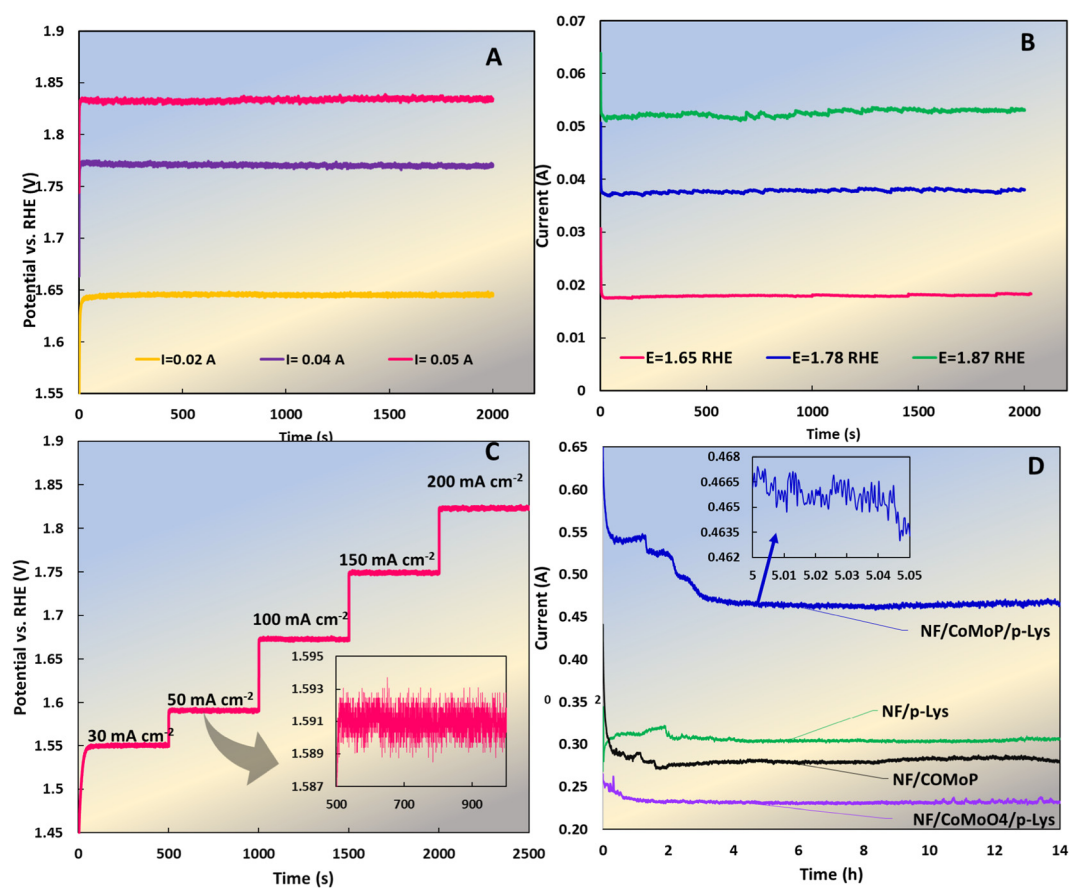 A
Potential vs. RHE (V)
1.9
1.85
1.8
1.75
1.7
1.65
1.6
1.55
I=0.02 A I= 0.04 A I= 0.05 A
0 500 1000 1500 2000
Time (s)
B
Current (A)
0.07
0.06
0.05
0.04
0.03
0.02
0.01
0
E=1.65 RHE E=1.78 RHE E=1.87 RHE
0 500 1000 1500 2000
Time (s)
C
Potential vs. RHE (V)
1.9
1.85
1.8
1.75
1.7
1.65
1.6
1.55
1.5
1.45
200 mA cm-2
150 mA cm-2
100 mA cm-2
50 mA cm-2
30 mA cm-2
1.595
1.593
1.591
1.589
1.587
500 700 900
0 500 1000 1500 2000 2500
Time (s)
D
Current (A)
0.65
0.60
0.55
0.50
0.45
0.40
0 2
0.30
0.25
0.20
0.468
0.4665
0.465
0.4635
0.462
5 5.01 5.02 5.03 5.04 5.05
NF/CoMoP/p-Lys
NF/p-Lys
NF/COMoP
NF/CoMoO4/p-Lys
0 2 4 6 8 10 12 14
Time (h)